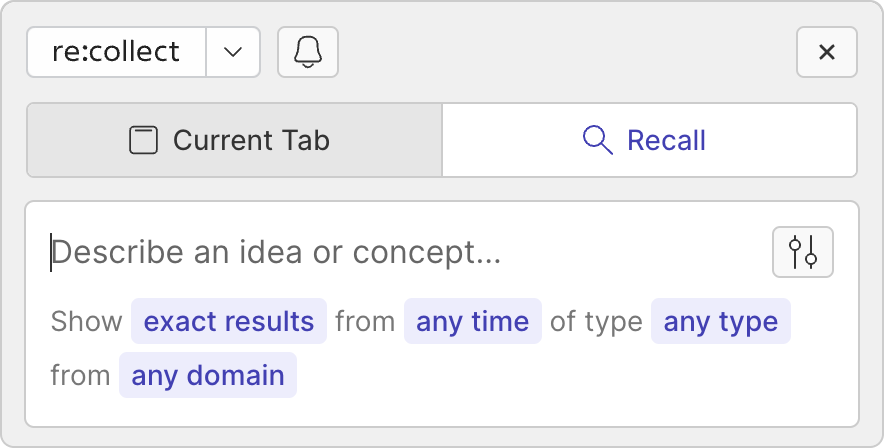 re:collect
Current Tab
Recall
Describe an idea or concept...
Show exact results from any time of type any type
from any domain